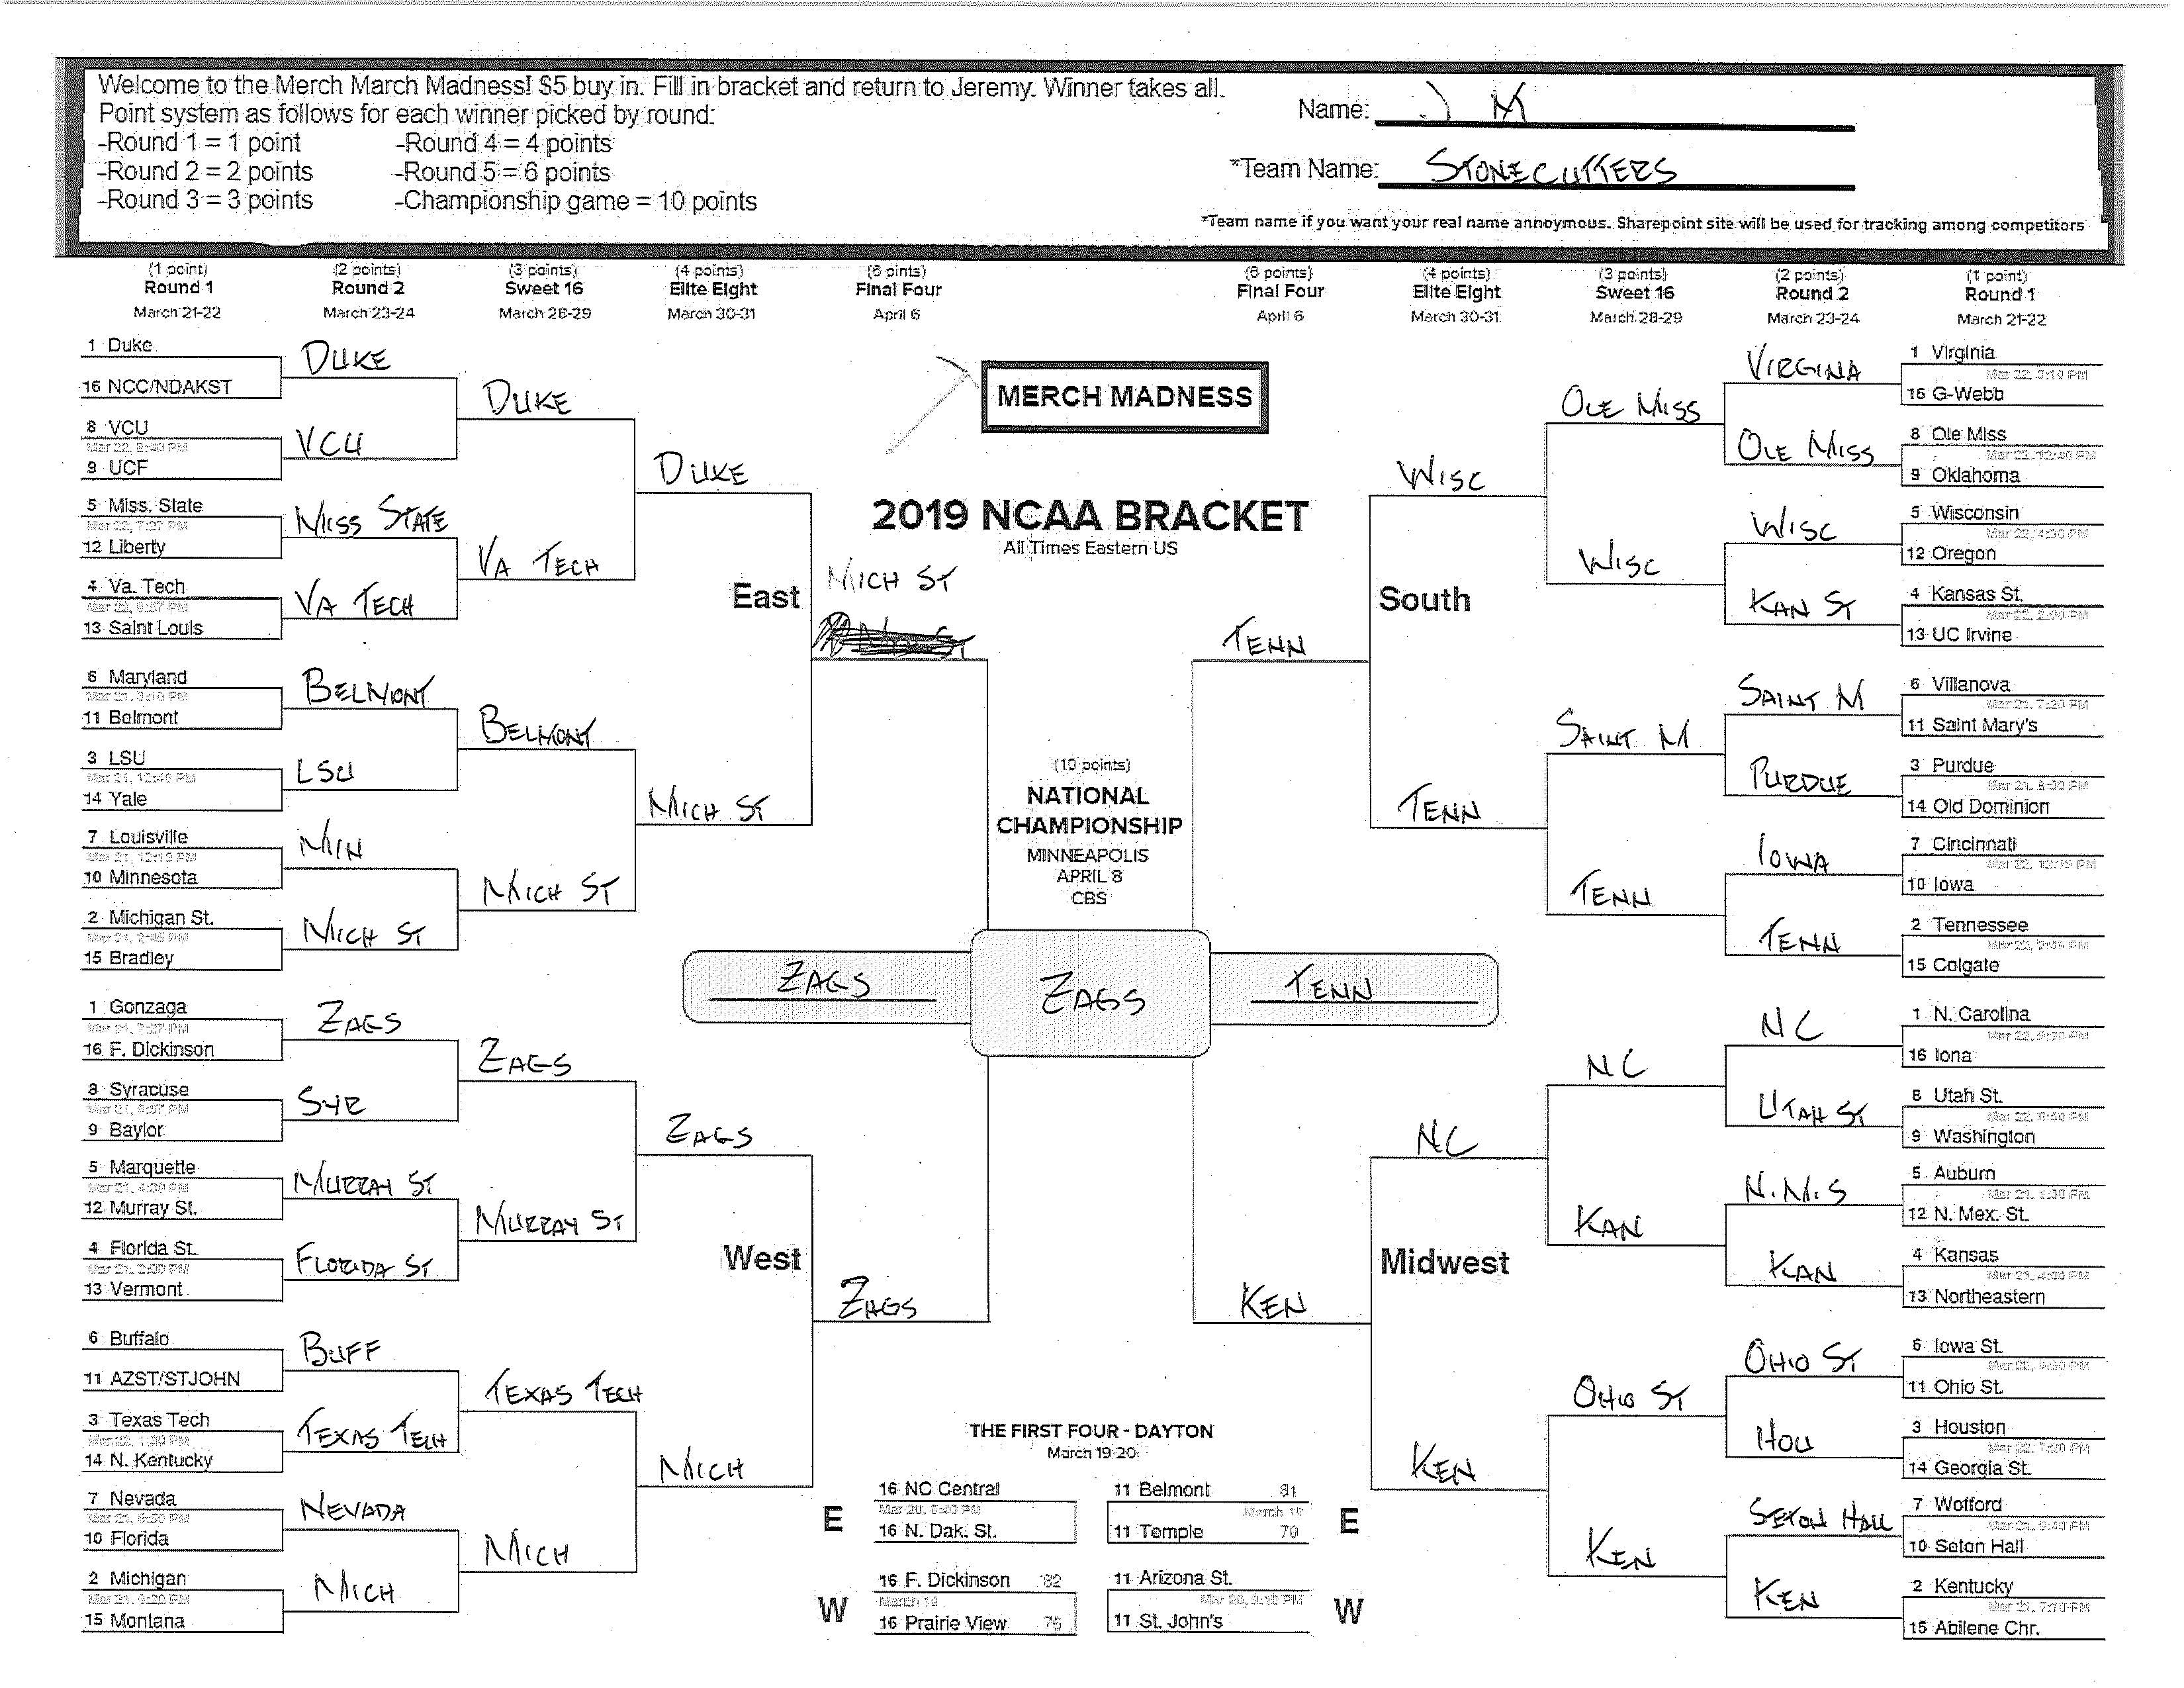 Welcome to the Merch March Madness! $5 buy in. Fill in bracket and return to Jeremy. Winner takes all.
Point system as follows for each winner picked by round:
-Round 1 = 1 point -Round 4 = 4 points
-Round 2 = 2 points -Round 5 = 6 points
-Round 3 = 3 points -Championship game = 10 points
Name: J M
*Team Name: STONECUTTERS
*Team name if you want your real name annoymous. Sharepoint site will be used for tracking among competitors
(1 point) (2 points) (3 points) (4 points) (6 pints) (6 points) (4 points) (3 points) (2 points) (1 point)
Round 1 Round 2 Sweet 16 Elite Eight Final Four Final Four Elite Eight Sweet 16 Round 2 Round 1
March 21-22 March 23-24 March 28-29 March 30-31 April 6 April 6 March 30-31 March 28-29 March 23-24 March 21-22
MERCH MADNESS
2019 NCAA BRACKET
All Times Eastern US
1 Duke
16 NCC/NDAKST
8 VCU
9 UCF
5 Miss. State
12 Liberty
4 Va. Tech
13 Saint Louis
6 Maryland
11 Belmont
3 LSU
14 Yale
7 Louisville
10 Minnesota
2 Michigan St.
15 Bradley
DUKE
VCU
MISS STATE
VA TECH
BELMONT
LSU
MIN
MICH ST
DUKE
VA TECH
BELMONT
MICH ST
DUKE
MICH ST
East
MICH ST
1 Gonzaga
16 F. Dickinson
8 Syracuse
9 Baylor
5 Marquette
12 Murray St.
4 Florida St.
13 Vermont
6 Buffalo
11 AZST/STJOHN
3 Texas Tech
14 N. Kentucky
7 Nevada
10 Florida
2 Michigan
15 Montana
ZAGS
SYR
MURRAY ST
FLORIDA ST
BUFF
TEXAS TECH
NEVADA
MICH
ZAGS
MURRAY ST
TEXAS TECH
MICH
ZAGS
MICH
West
ZAGS
(10 points)
NATIONAL
CHAMPIONSHIP
MINNEAPOLIS
APRIL 8
CBS
ZAGS
ZAGS
TENN
TENN
South
WISC
TENN
OLE MISS
WISC
SAINT M
TENN
VIRGINA
OLE MISS
WISC
KAN ST
SAINT M
PURDUE
IOWA
TENN
1 Virginia
16 G-Webb
8 Ole Miss
9 Oklahoma
5 Wisconsin
12 Oregon
4 Kansas St.
13 UC Irvine
6 Villanova
11 Saint Mary's
3 Purdue
14 Old Dominion
7 Cincinnati
10 Iowa
2 Tennessee
15 Colgate
KEN
Midwest
NC
KEN
NC
KAN
OHIO ST
KEN
NC
UTAH ST
N.M.S
KAN
OHIO ST
HOU
SETON HALL
KEN
1 N. Carolina
16 Iona
8 Utah St.
9 Washington
5 Auburn
12 N. Mex. St.
4 Kansas
13 Northeastern
6 Iowa St.
11 Ohio St.
3 Houston
14 Georgia St.
7 Wofford
10 Seton Hall
2 Kentucky
15 Abilene Chr.
THE FIRST FOUR - DAYTON
March 19-20
E
16 NC Central
16 N. Dak. St.
11 Belmont 81
11 Temple 70
E
W
16 F. Dickinson 82
March 19
16 Prairie View 76
11 Arizona St.
11 St. John's
W